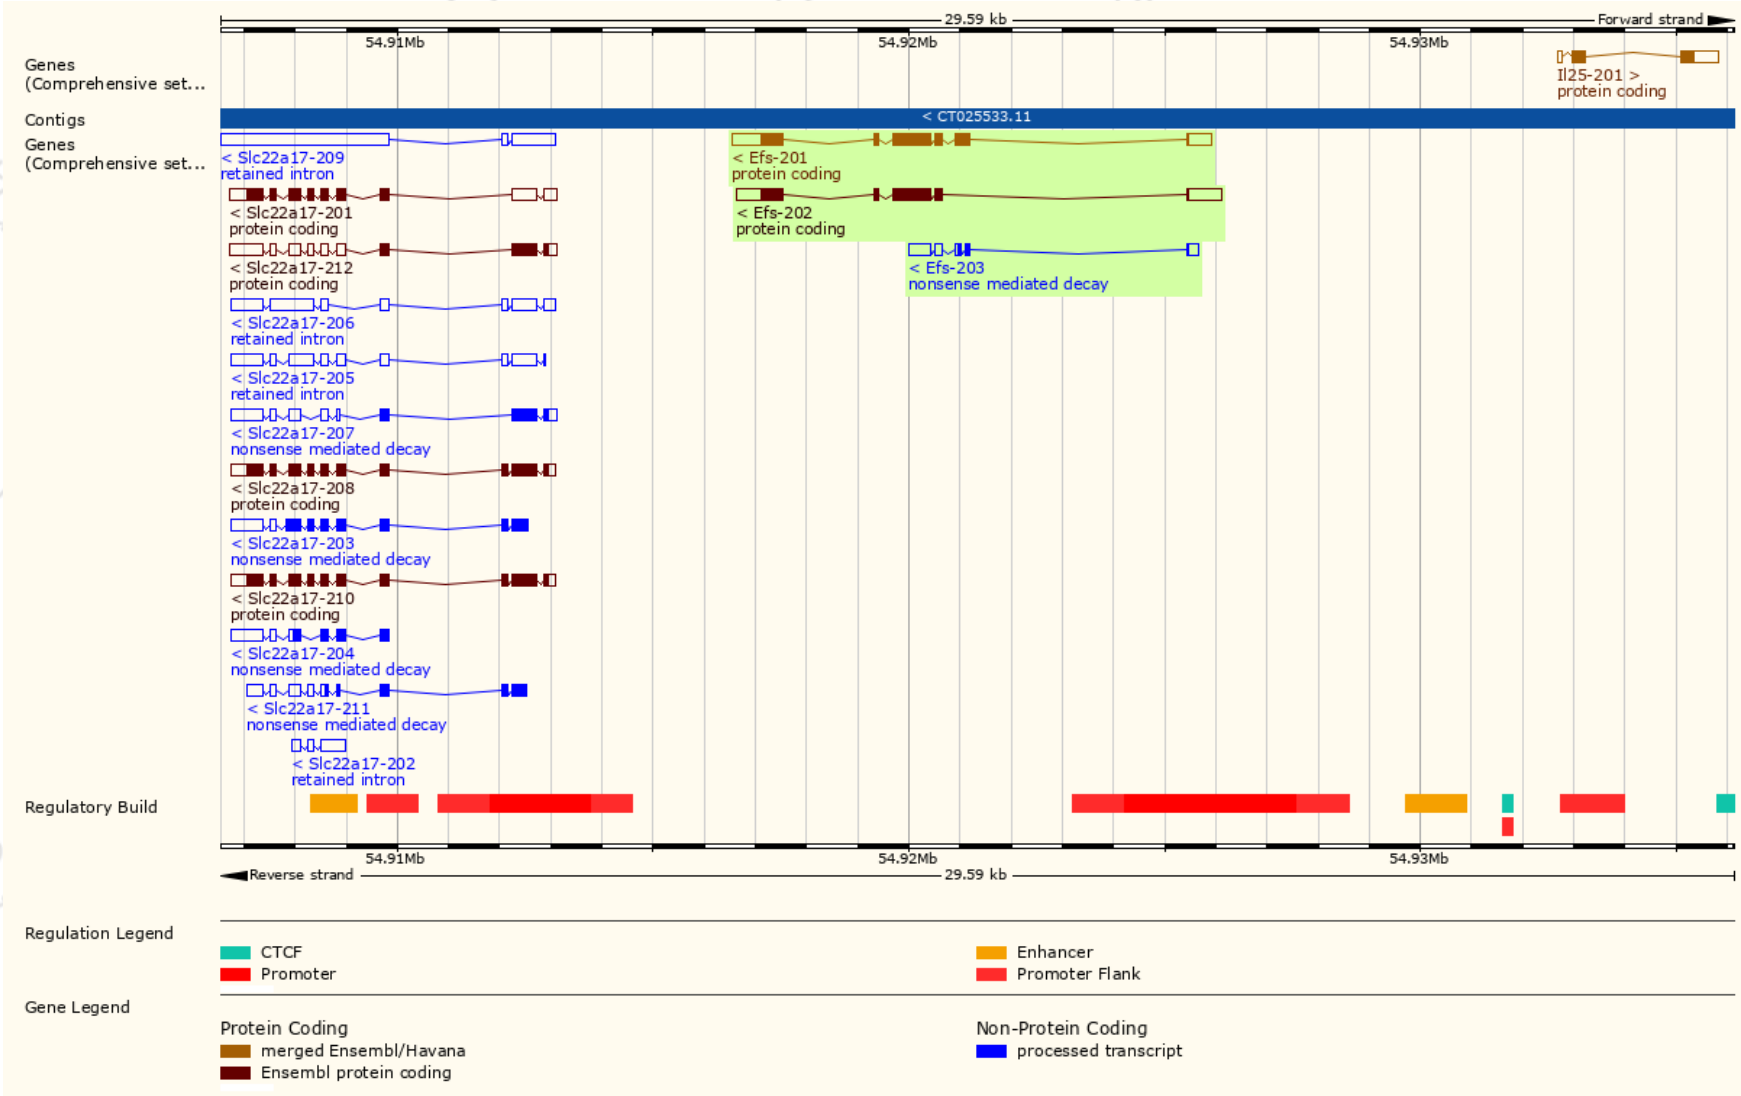 29.59 kb
Forward strand
54.91Mb 54.92Mb 54.93Mb
Genes
(Comprehensive set...
Il25-201 >
protein coding
Contigs
< CT025533.11
Genes
(Comprehensive set...
< Slc22a17-209
retained intron
< Efs-201
protein coding
< Slc22a17-201
protein coding
< Efs-202
protein coding
< Slc22a17-212
protein coding
< Efs-203
nonsense mediated decay
< Slc22a17-206
retained intron
< Slc22a17-205
retained intron
< Slc22a17-207
nonsense mediated decay
< Slc22a17-208
protein coding
< Slc22a17-203
nonsense mediated decay
< Slc22a17-210
protein coding
< Slc22a17-204
nonsense mediated decay
< Slc22a17-211
nonsense mediated decay
< Slc22a17-202
retained intron
Regulatory Build
54.91Mb 54.92Mb 54.93Mb
Reverse strand
29.59 kb
Regulation Legend
CTCF
Enhancer
Promoter
Promoter Flank
Gene Legend
Protein Coding
Non-Protein Coding
merged Ensembl/Havana
processed transcript
Ensembl protein coding